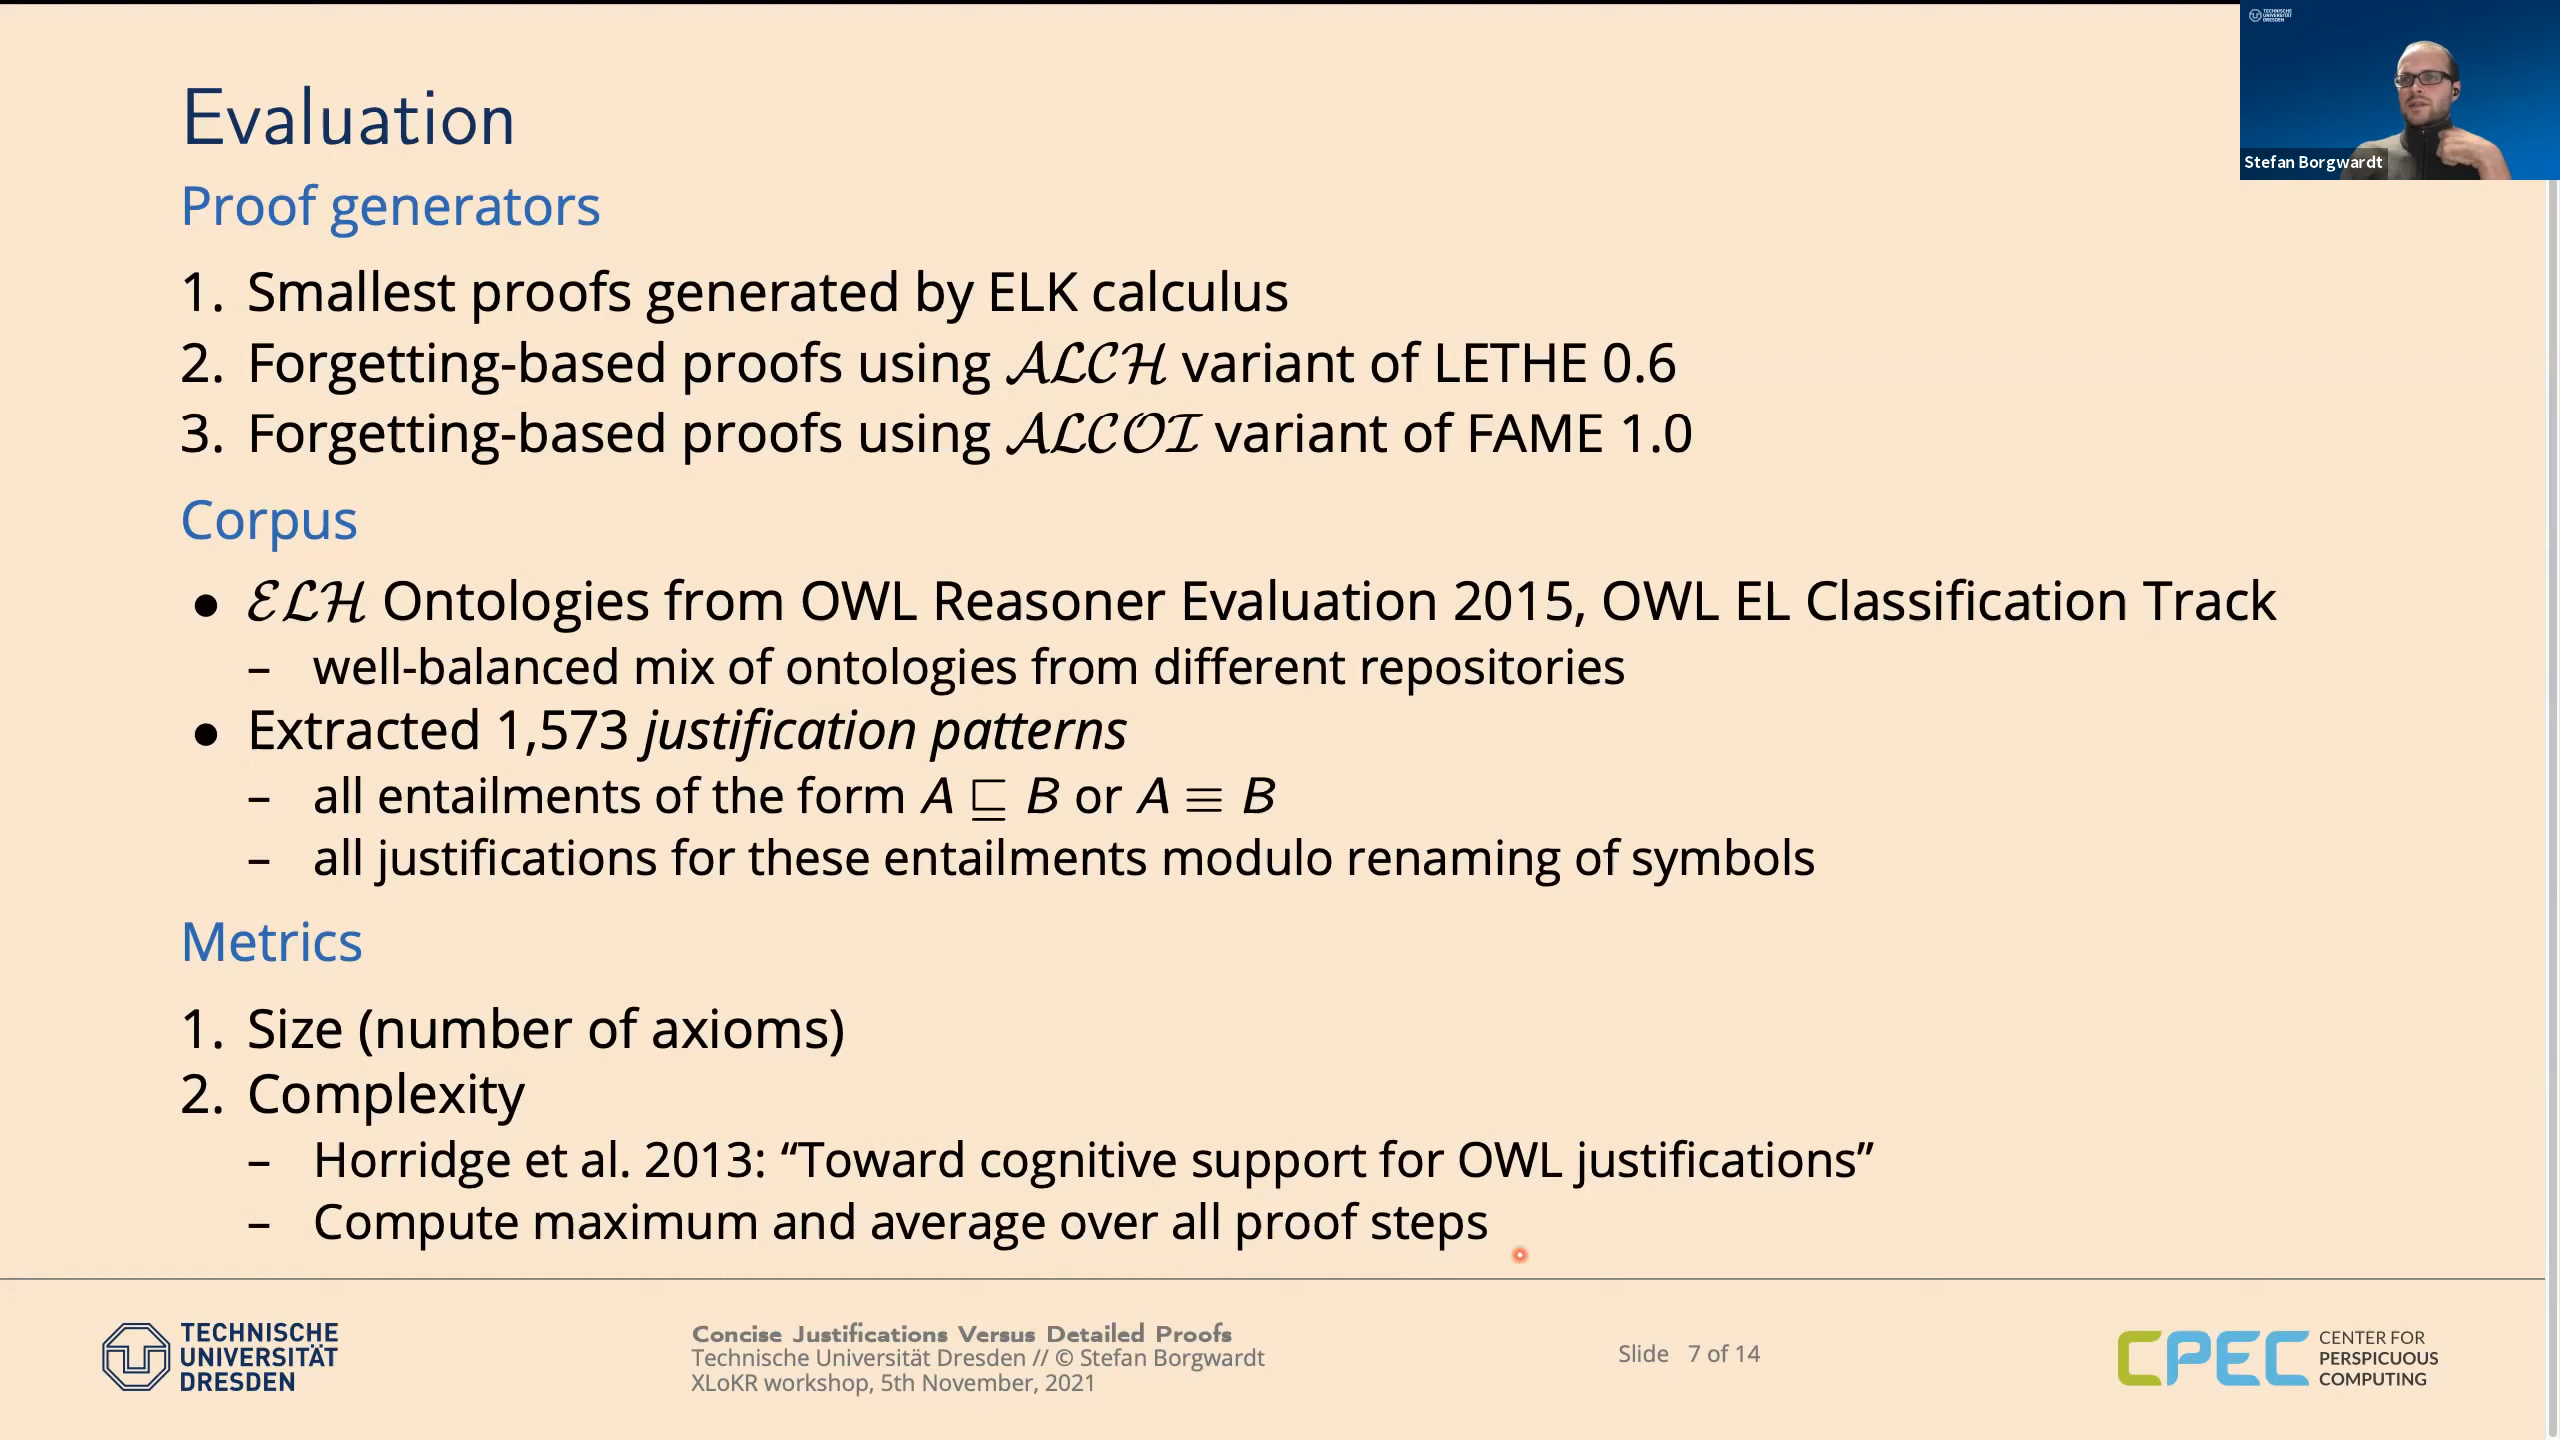 TECHNISCHE
UNIVERSITÄT
DRESDEN
Stefan Borgwardt
Evaluation
Proof generators
1. Smallest proofs generated by ELK calculus
2. Forgetting-based proofs using 𝒜ℒ𝒞ℋ variant of LETHE 0.6
3. Forgetting-based proofs using 𝒜ℒ𝒞𝒪ℐ variant of FAME 1.0
Corpus
● ℰℒℋ Ontologies from OWL Reasoner Evaluation 2015, OWL EL Classification Track
– well-balanced mix of ontologies from different repositories
● Extracted 1,573 justification patterns
– all entailments of the form A ⊑ B or A ≡ B
– all justifications for these entailments modulo renaming of symbols
Metrics
1. Size (number of axioms)
2. Complexity
– Horridge et al. 2013: “Toward cognitive support for OWL justifications”
– Compute maximum and average over all proof steps
TECHNISCHE
UNIVERSITÄT
DRESDEN
Concise Justifications Versus Detailed Proofs
Technische Universität Dresden // © Stefan Borgwardt
XLoKR workshop, 5th November, 2021
Slide 7 of 14
CPEC
CENTER FOR
PERSPICUOUS
COMPUTING